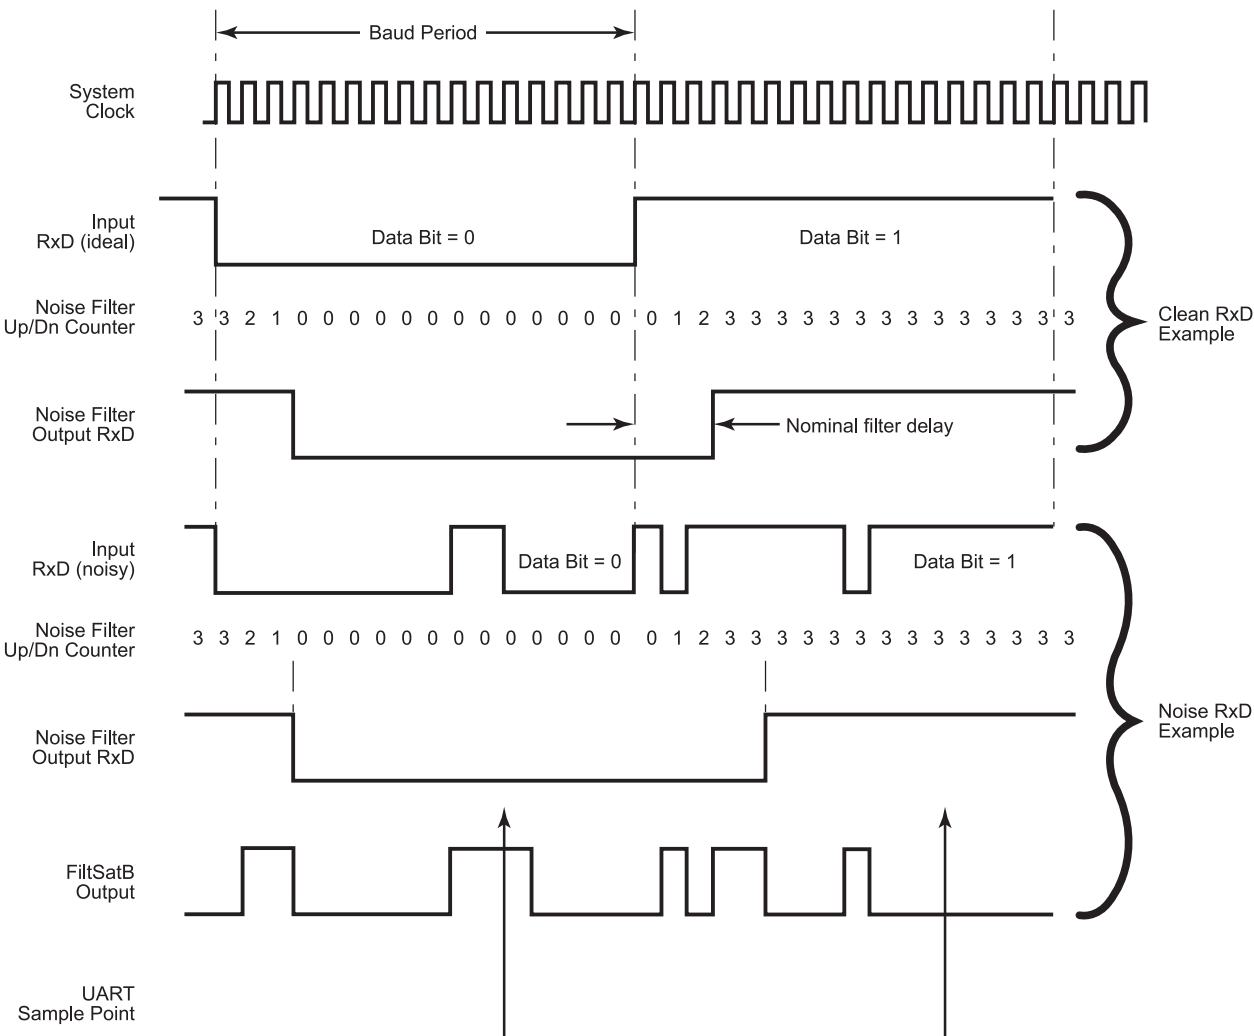 Baud Period
System
Clock
Input
RxD (ideal)
Data Bit = 0
Data Bit = 1
Noise Filter
Up/Dn Counter
3 3 2 1 0 0 0 0 0 0 0 0 0 0 0 0 0 0 1 2 3 3 3 3 3 3 3 3 3 3 3 3 3 3
Clean RxD
Example
Noise Filter
Output RxD
Nominal filter delay
Input
RxD (noisy)
Data Bit = 0
Data Bit = 1
Noise Filter
Up/Dn Counter
3 3 2 1 0 0 0 0 0 0 0 0 0 0 0 0 0 0 1 2 3 3 3 3 3 3 3 3 3 3 3 3 3 3
Noise RxD
Example
Noise Filter
Output RxD
FiltSatB
Output
UART
Sample Point